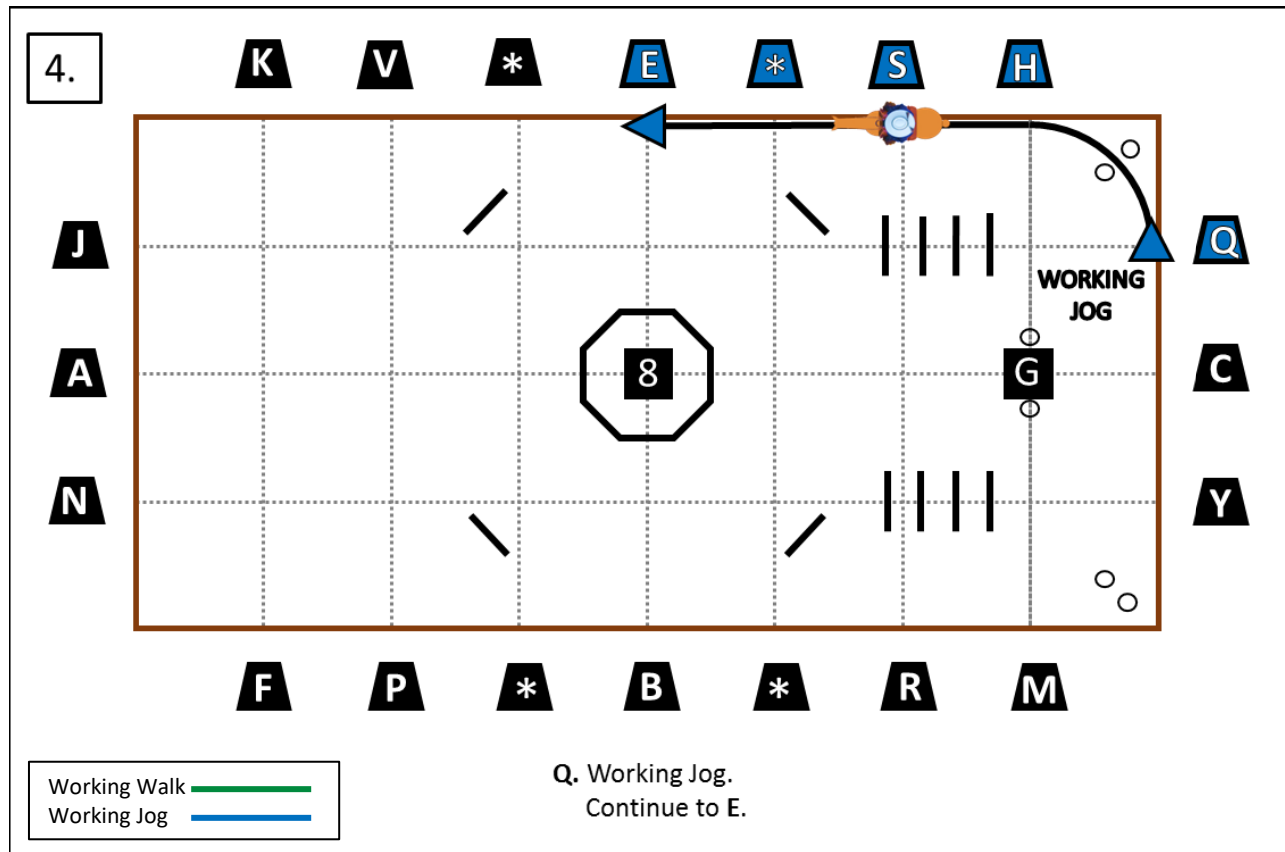 4.
K V * E * S H
J Q
WORKING
JOG
A 8 G C
N Y
F P * B * R M
Working Walk
Working Jog
Q. Working Jog.
Continue to E.